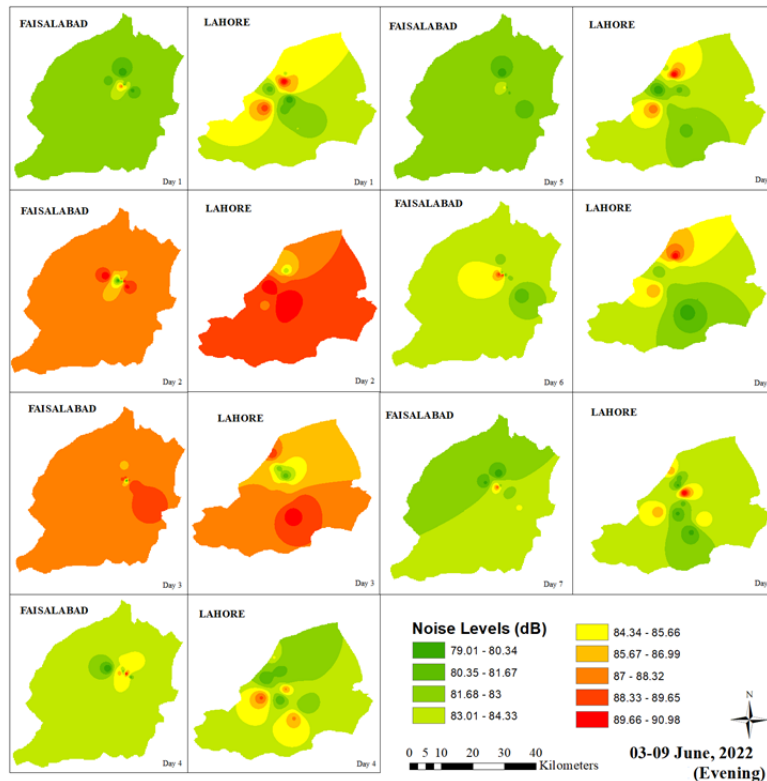 FAISALABAD
LAHORE
FAISALABAD
LAHORE
Day 1
Day 1
Day 5
Day
FAISALABAD
LAHORE
FAISALABAD
LAHORE
Day 2
Day 2
Day 6
Day
FAISALABAD
LAHORE
FAISALABAD
LAHORE
Day 3
Day 3
Day 7
Day
FAISALABAD
LAHORE
Day 4
Day 4
Noise Levels (dB)
79.01 - 80.34
80.35 - 81.67
81.68 - 83
83.01 - 84.33
84.34 - 85.66
85.67 - 86.99
87 - 88.32
88.33 - 89.65
89.66 - 90.98
N
0 5 10 20 30 40
Kilometers
03-09 June, 2022
(Evening)